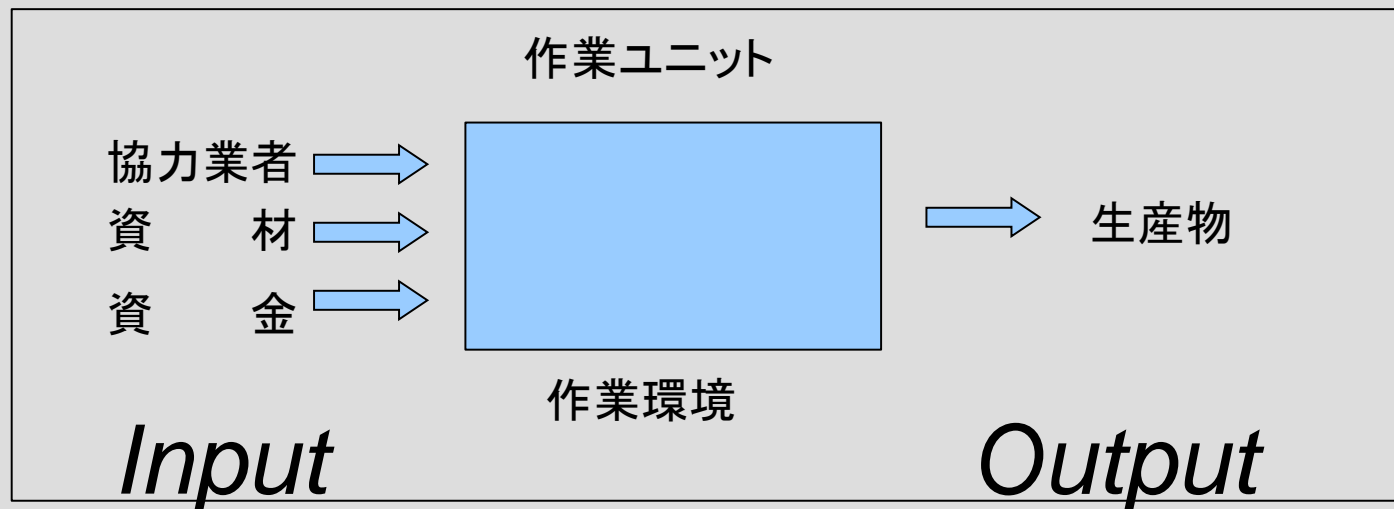 作業ユニット
協力業者
資　　材
資　　金
生産物
作業環境
Input
Output